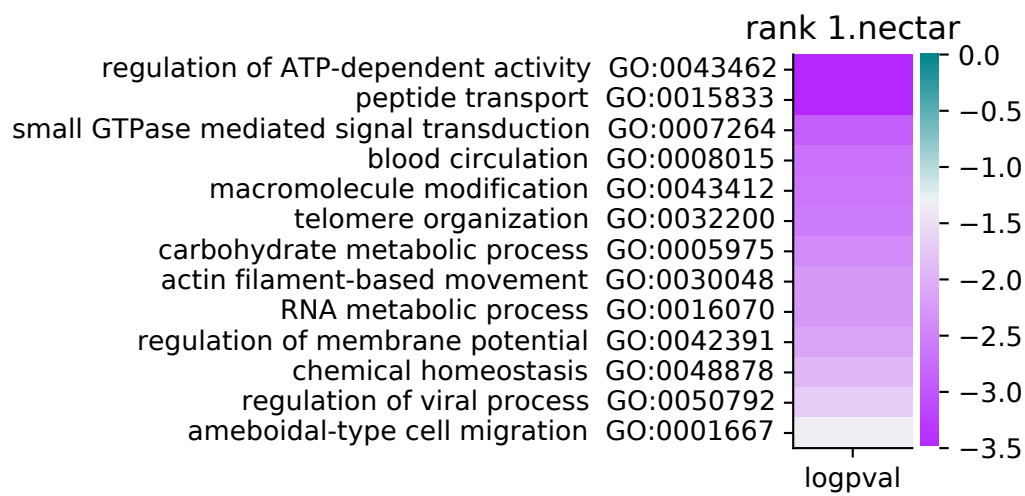 rank 1.nectar
regulation of ATP-dependent activity GO:0043462
peptide transport GO:0015833
small GTPase mediated signal transduction GO:0007264
blood circulation GO:0008015
macromolecule modification GO:0043412
telomere organization GO:0032200
carbohydrate metabolic process GO:0005975
actin filament-based movement GO:0030048
RNA metabolic process GO:0016070
regulation of membrane potential GO:0042391
chemical homeostasis GO:0048878
regulation of viral process GO:0050792
ameboidal-type cell migration GO:0001667
logpval
0.0
−0.5
−1.0
−1.5
−2.0
−2.5
−3.0
−3.5